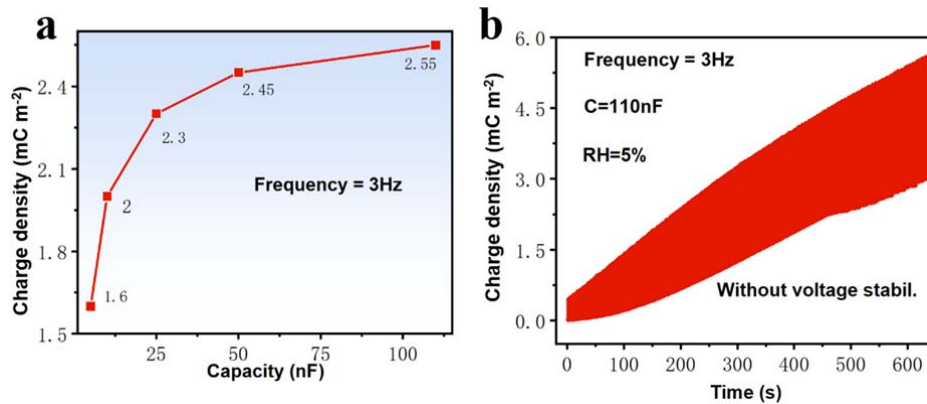 a
Charge density (mC m⁻²)
2.4
2.1
1.8
1.5
1.6
2
2.3
2.45
2.55
Frequency = 3Hz
25
50
75
100
Capacity (nF)
b
Charge density (mC m⁻²)
6.0
4.5
3.0
1.5
0.0
Frequency = 3Hz
C=110nF
RH=5%
Without voltage stabil.
0 100 200 300 400 500 600
Time (s)